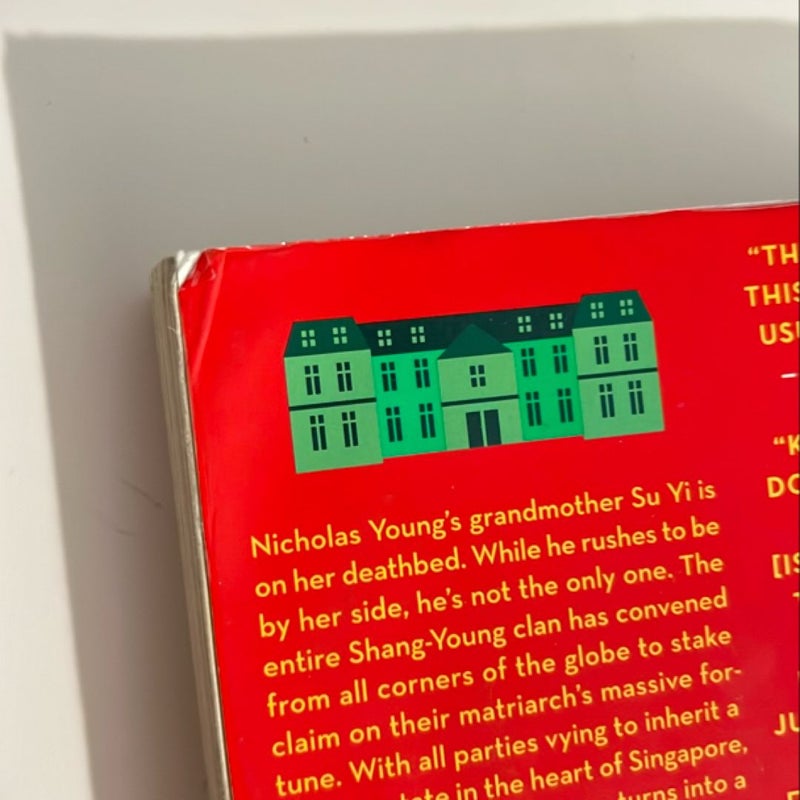 Nicholas Young's grandmother Su Yi is
on her deathbed. While he rushes to be
by her side, he's not the only one. The
entire Shang-Young clan has convened
from all corners of the globe to stake
claim on their matriarch's massive for-
tune. With all parties vying to inherit a
in the heart of Singapore,
turns into a
"TH
THIS
US
—
"K
DO
[IS
JU